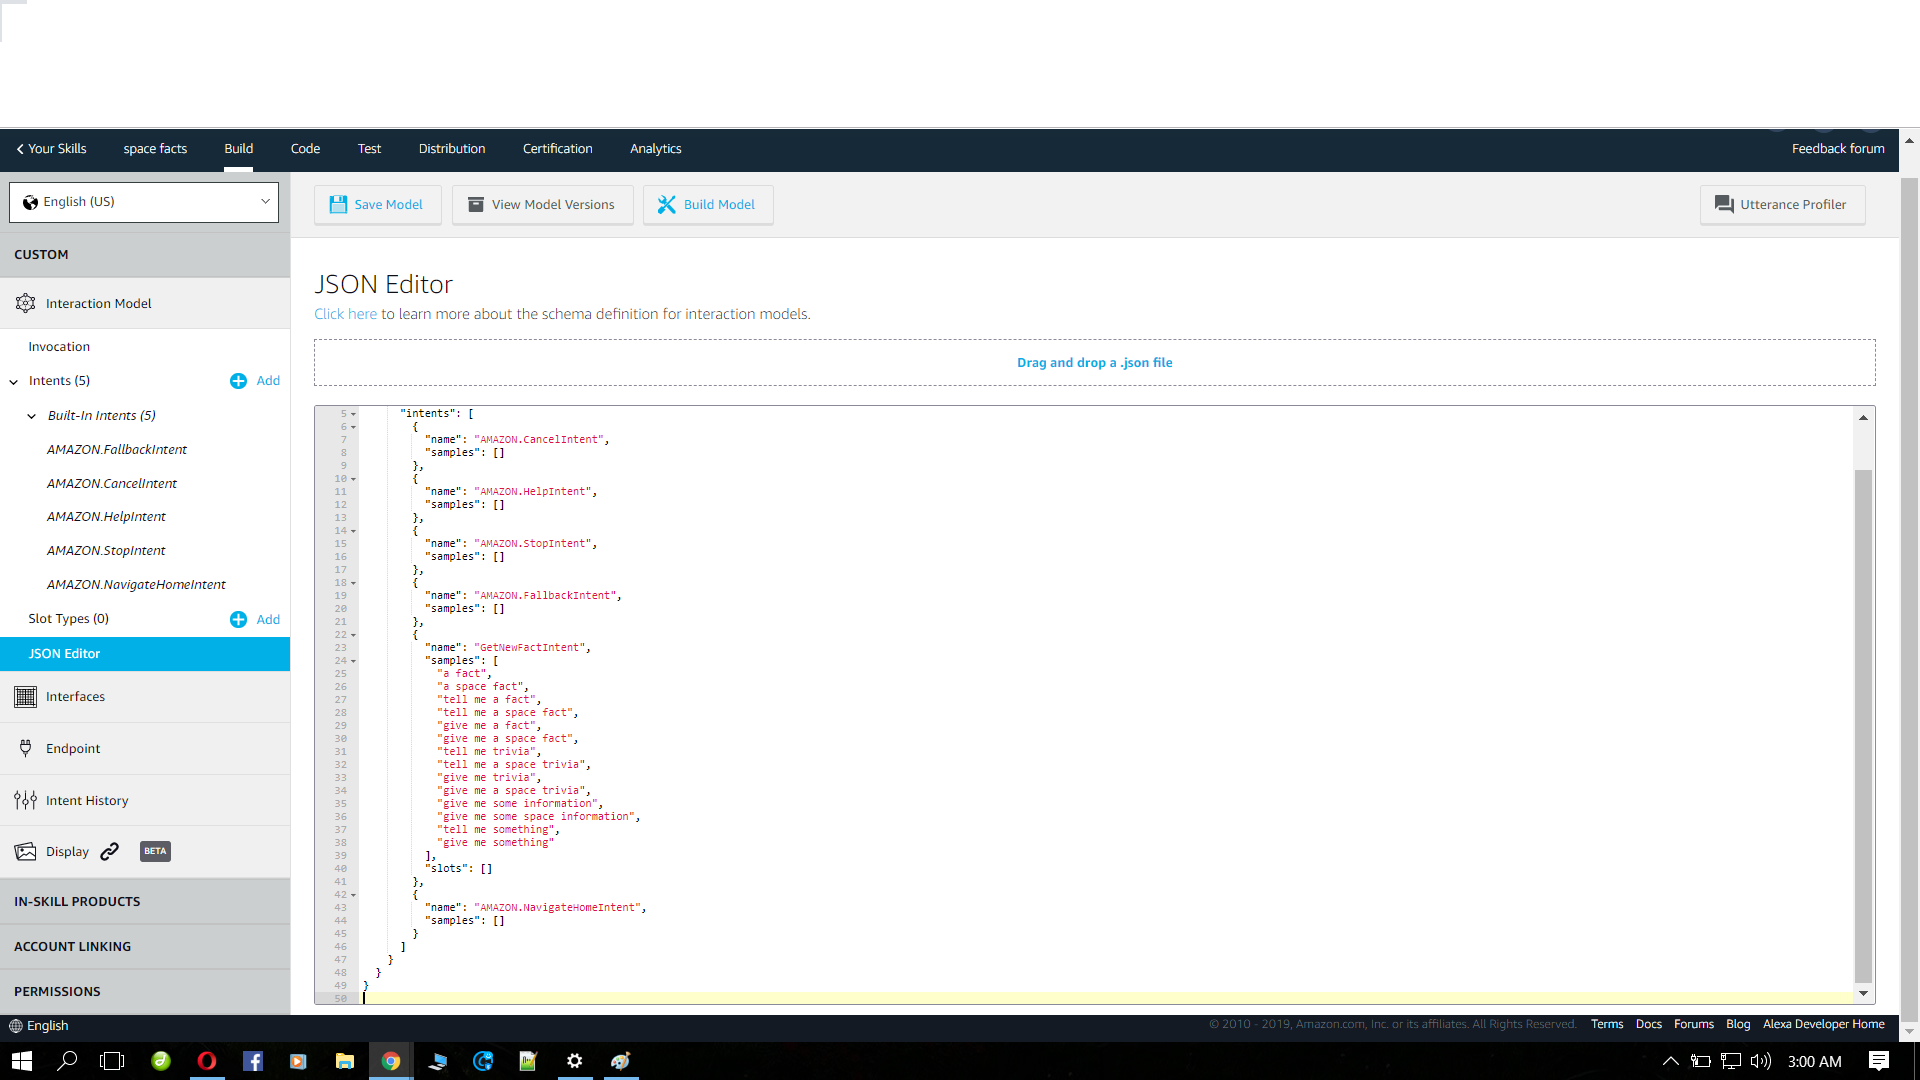 Your Skills space facts Build Code Test Distribution Certification Analytics Feedback forum
English (US)
Save Model View Model Versions Build Model Utterance Profiler
CUSTOM
Interaction Model
Invocation
Intents (5) Add
Built-In Intents (5)
AMAZON.FallbackIntent
AMAZON.CancelIntent
AMAZON.HelpIntent
AMAZON.StopIntent
AMAZON.NavigateHomeIntent
Slot Types (0) Add
JSON Editor
Interfaces
Endpoint
Intent History
Display BETA
IN-SKILL PRODUCTS
ACCOUNT LINKING
PERMISSIONS
JSON Editor
Click here to learn more about the schema definition for interaction models.
Drag and drop a .json file
5 "intents": [
6 {
7 "name": "AMAZON.CancelIntent",
8 "samples": []
9 },
10 {
11 "name": "AMAZON.HelpIntent",
12 "samples": []
13 },
14 {
15 "name": "AMAZON.StopIntent",
16 "samples": []
17 },
18 {
19 "name": "AMAZON.FallbackIntent",
20 "samples": []
21 },
22 {
23 "name": "GetNewFactIntent",
24 "samples": [
25 "a fact",
26 "a space fact",
27 "tell me a fact",
28 "tell me a space fact",
29 "give me a fact",
30 "give me a space fact",
31 "tell me trivia",
32 "tell me a space trivia",
33 "give me trivia",
34 "give me a space trivia",
35 "give me some information",
36 "give me some space information",
37 "tell me something",
38 "give me something"
39 ],
40 "slots": []
41 },
42 {
43 "name": "AMAZON.NavigateHomeIntent",
44 "samples": []
45 }
46 ]
47 }
48 }
49 }
50
English © 2010 - 2019, Amazon.com, Inc. or its affiliates. All Rights Reserved. Terms Docs Forums Blog Alexa Developer Home
3:00 AM